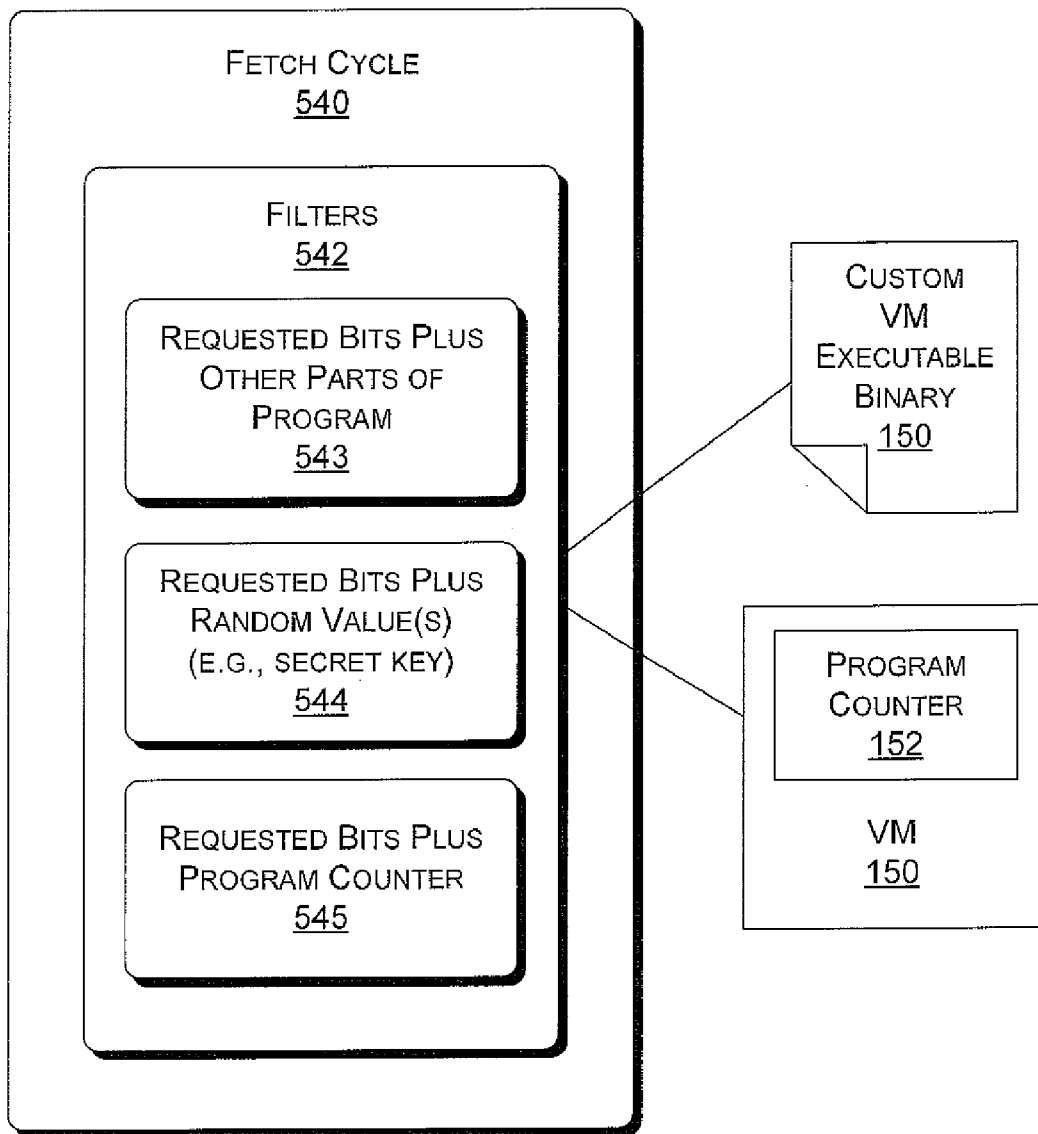 FETCH CYCLE
540
FILTERS
542
REQUESTED BITS PLUS
OTHER PARTS OF
PROGRAM
543
REQUESTED BITS PLUS
RANDOM VALUE(S)
(E.G., SECRET KEY)
544
REQUESTED BITS PLUS
PROGRAM COUNTER
545
CUSTOM
VM
EXECUTABLE
BINARY
150
PROGRAM
COUNTER
152
VM
150